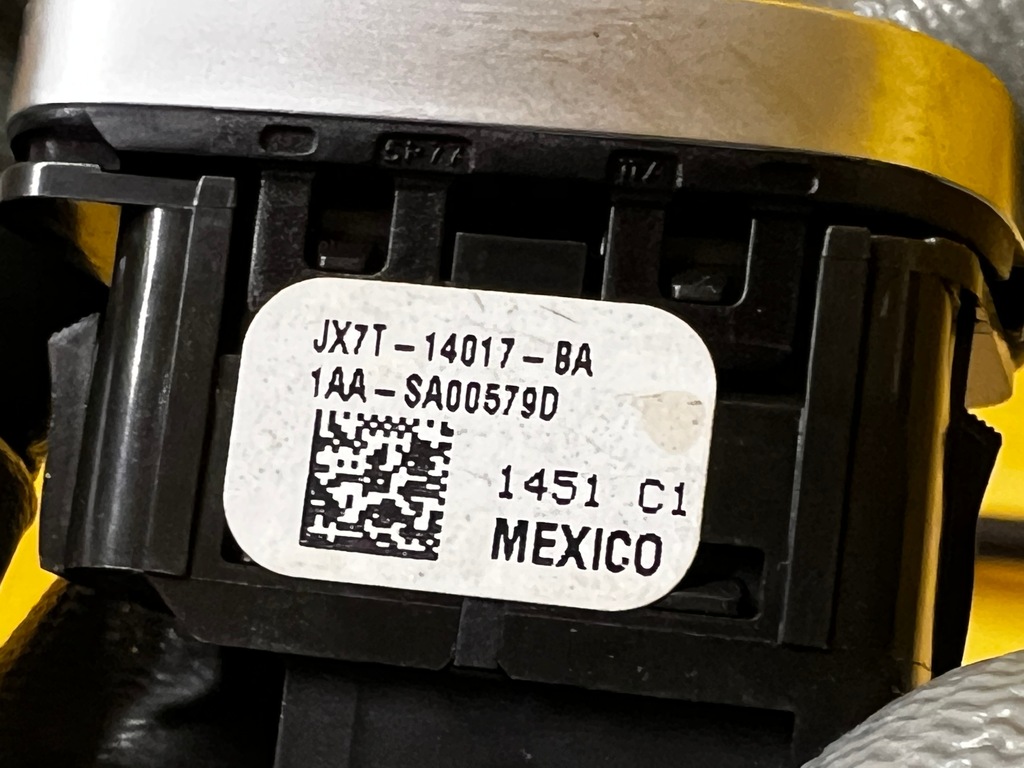 JX7T-14017-BA
1AA-SA00579D
1451 C1
MEXICO